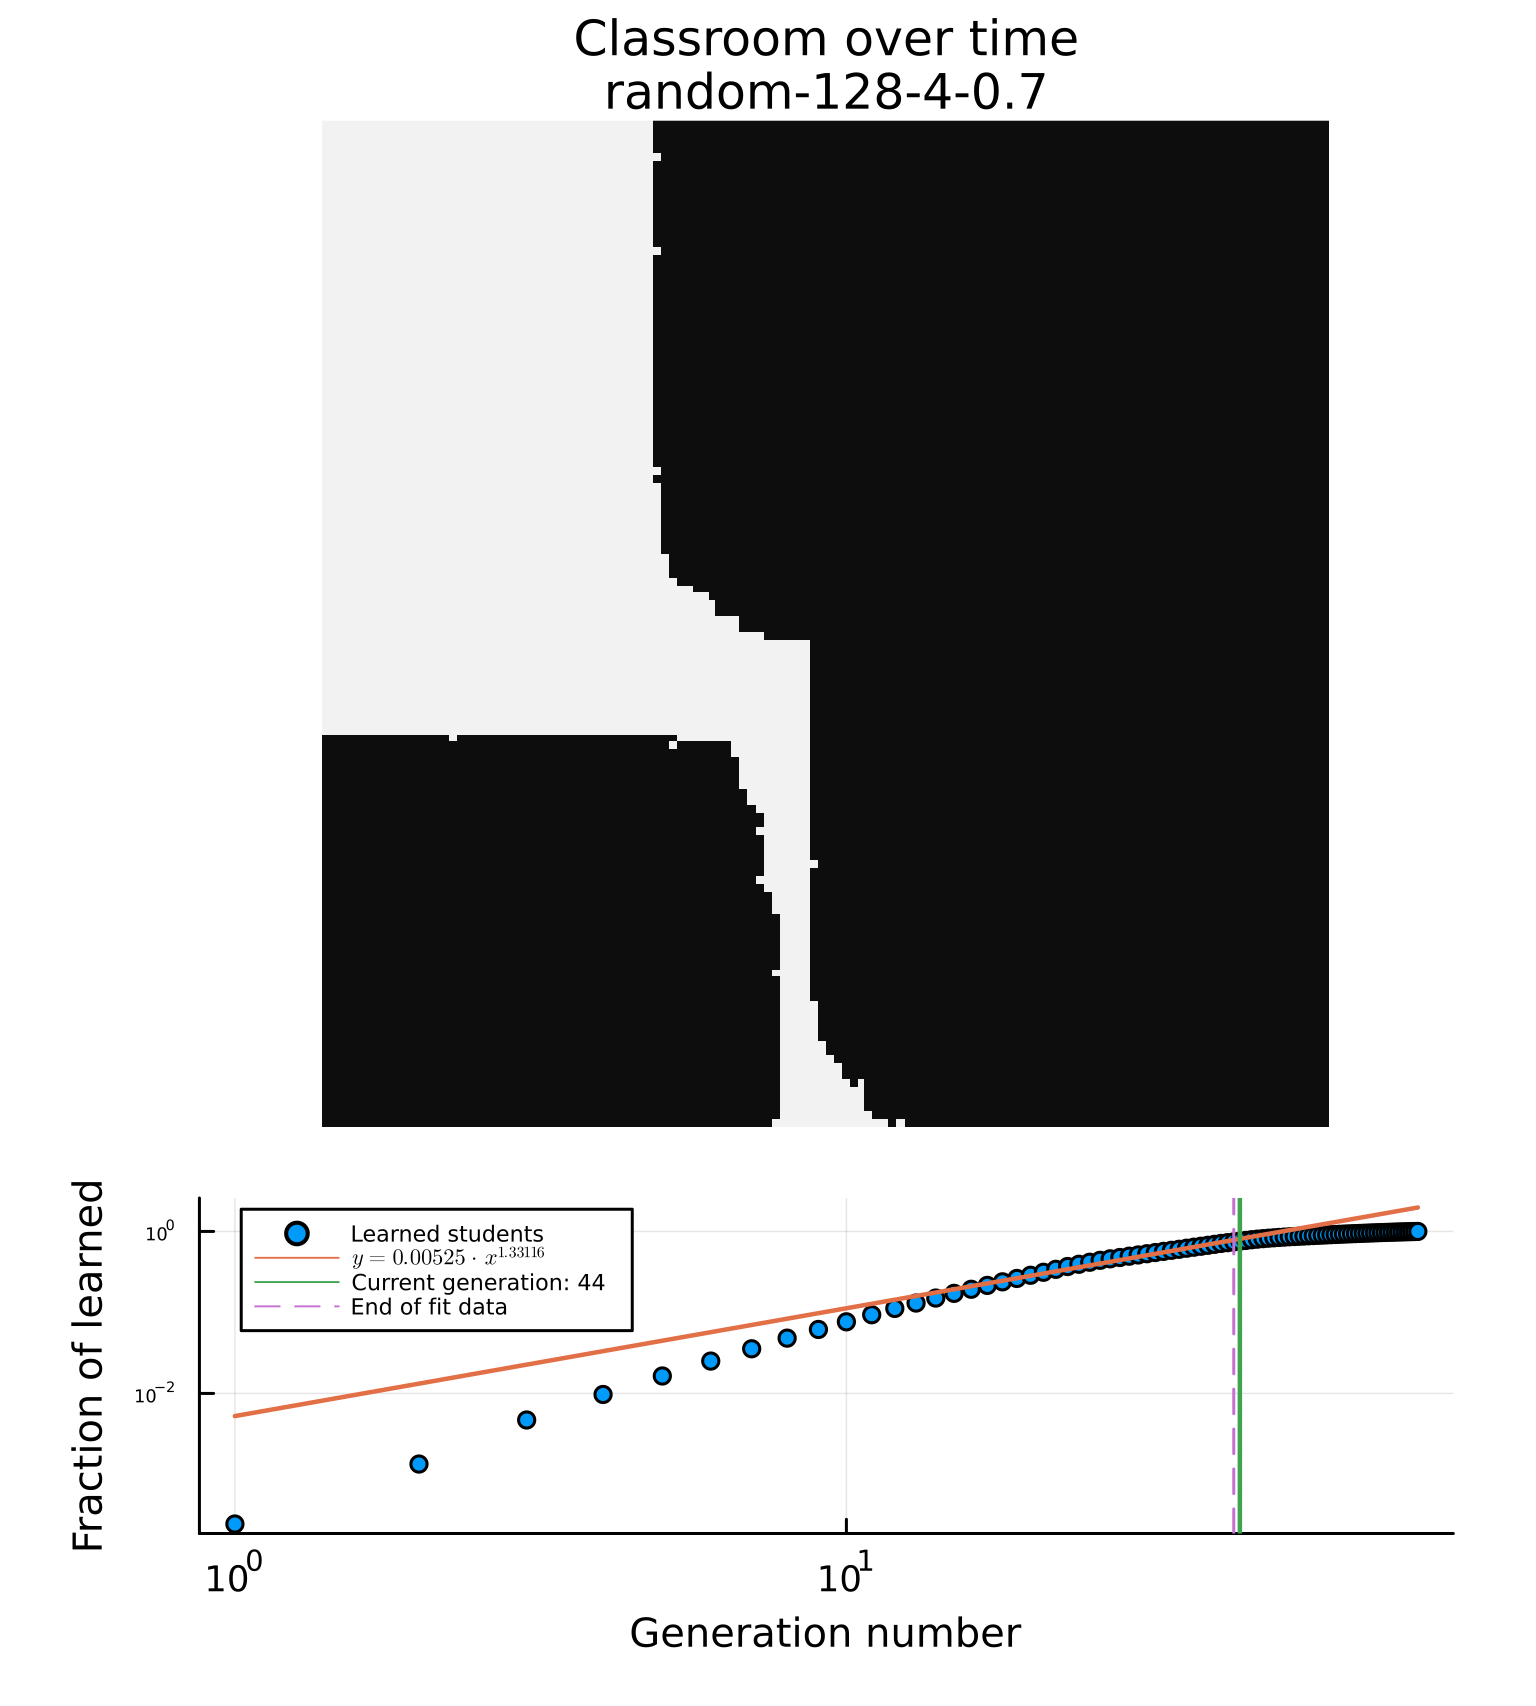 Classroom over time
random-128-4-0.7
Fraction of learned
10^0
10^-2
Learned students
y = 0.00525 · x^1.33116
Current generation: 44
End of fit data
10^0
10^1
Generation number